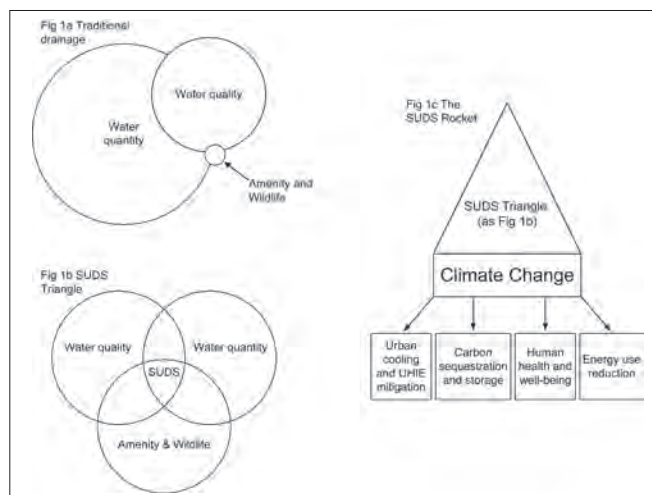 Fig 1a Traditional
drainage
Water quality
Water
quantity
Amenity and
Wildlife
Fig 1b SUDS
Triangle
Water quality
Water quantity
SUDS
Amenity & Wildlife
Fig 1c The
SUDS Rocket
SUDS Triangle
(as Fig 1b)
Climate Change
Urban
cooling
and UHIE
mitigation
Carbon
sequestration
and storage
Human
health and
well-being
Energy use
reduction